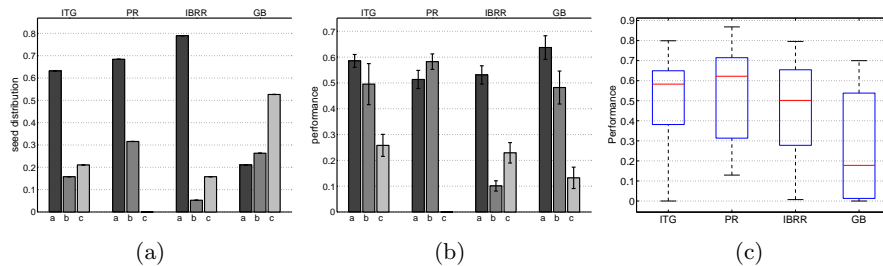 ITG PR IBRR GB
0.8
0.7
0.6
0.5
0.4
0.3
0.2
0.1
0
seed distribution
a b c a b c a b c a b c
(a)
ITG PR IBRR GB
0.7
0.6
0.5
0.4
0.3
0.2
0.1
0
performance
a b c a b c a b c a b c
(b)
0.9
0.8
0.7
0.6
0.5
0.4
0.3
0.2
0.1
0
Performance
ITG PR IBRR GB
(c)